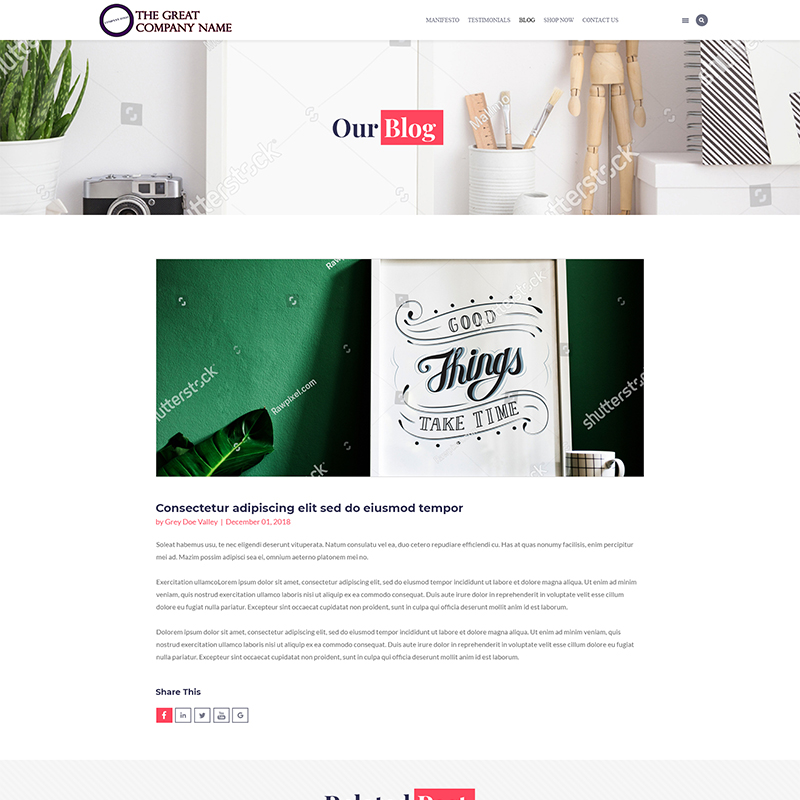 THE GREAT
COMPANY NAME
MANIFESTO TESTIMONIALS BLOG SHOP NOW CONTACT US
Our Blog
shutterstock
Malmo
shutterstock
shutterstock
Rawpixel
GOOD
Things
TAKE TIME
shutterstock
Rawpixel.com
shutterstock
Consectetur adipiscing elit sed do eiusmod tempor
by Grey Doe Valley | December 01, 2018
Soleat habemus usu, te nec eligendi deserunt vituperata. Natum consulatu vel ea, duo cetero repudiare efficiendi cu. Has at quas nonumy facilisis, enim percipitur
mei ad. Mazim possim adipisci sea ei, omnium aeterno platonem mei no.
Exercitation ullamcoLorem ipsum dolor sit amet, consectetur adipiscing elit, sed do eiusmod tempor incididunt ut labore et dolore magna aliqua. Ut enim ad minim
veniam, quis nostrud exercitation ullamco laboris nisi ut aliquip ex ea commodo consequat. Duis aute irure dolor in reprehenderit in voluptate velit esse cillum
dolore eu fugiat nulla pariatur. Excepteur sint occaecat cupidatat non proident, sunt in culpa qui officia deserunt mollit anim id est laborum.
Dolorem ipsum dolor sit amet, consectetur adipiscing elit, sed do eiusmod tempor incididunt ut labore et dolore magna aliqua. Ut enim ad minim veniam, quis
nostrud exercitation ullamco laboris nisi ut aliquip ex ea commodo consequat. Duis aute irure dolor in reprehenderit in voluptate velit esse cillum dolore eu fugiat
nulla pariatur. Excepteur sint occaecat cupidatat non proident, sunt in culpa qui officia deserunt mollit anim id est laborum.
Share This